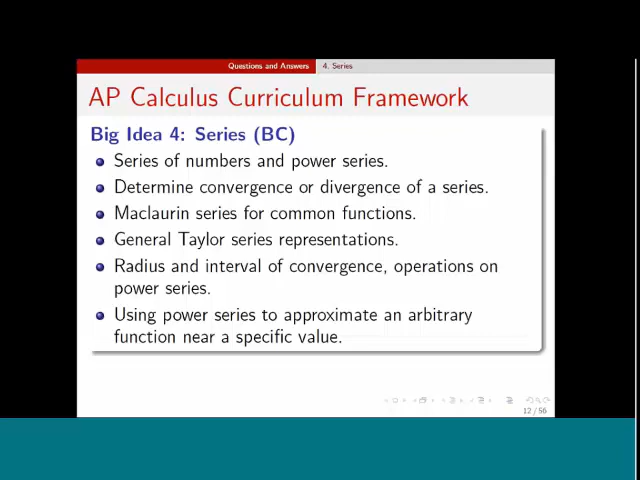 Questions and Answers 4. Series
AP Calculus Curriculum Framework
Big Idea 4: Series (BC)
Series of numbers and power series.
Determine convergence or divergence of a series.
Maclaurin series for common functions.
General Taylor series representations.
Radius and interval of convergence, operations on
power series.
Using power series to approximate an arbitrary
function near a specific value.
12 / 56